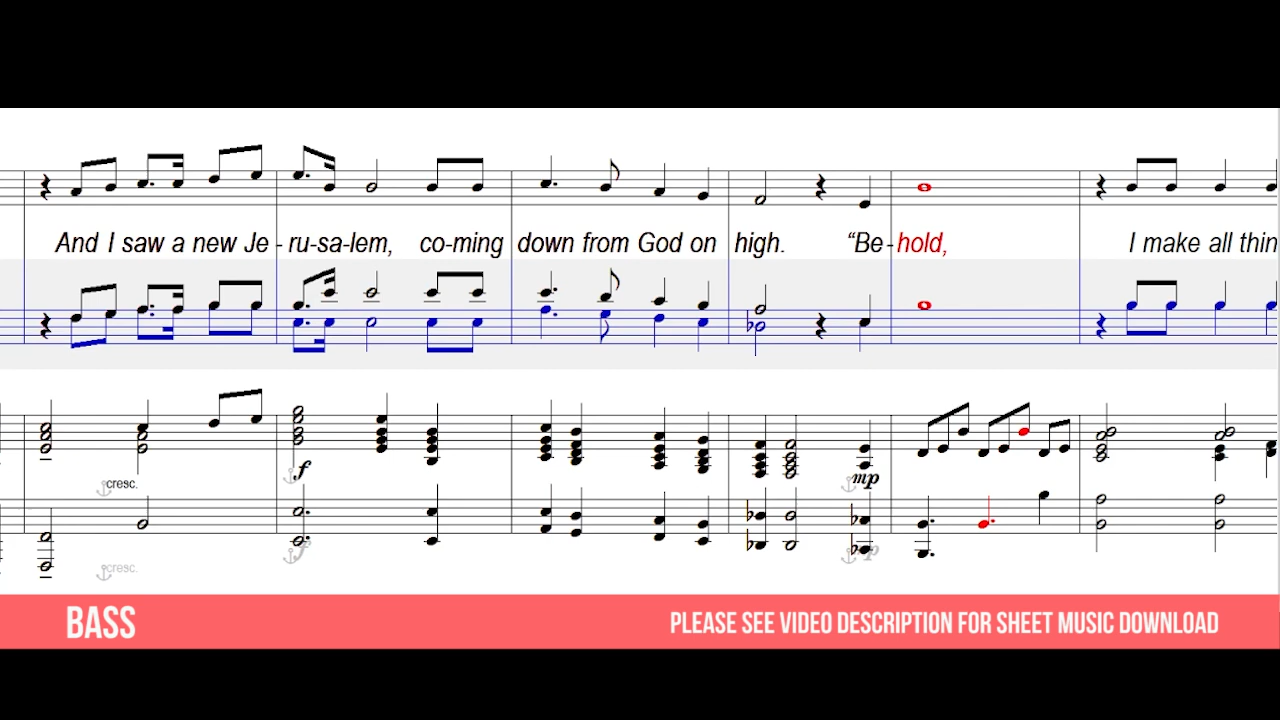 And I saw a new Je - ru-sa-lem, co-ming down from God on high. “Be-hold, I make all thin
f
cresc.
mp
f
p
cresc.
BASS
PLEASE SEE VIDEO DESCRIPTION FOR SHEET MUSIC DOWNLOAD